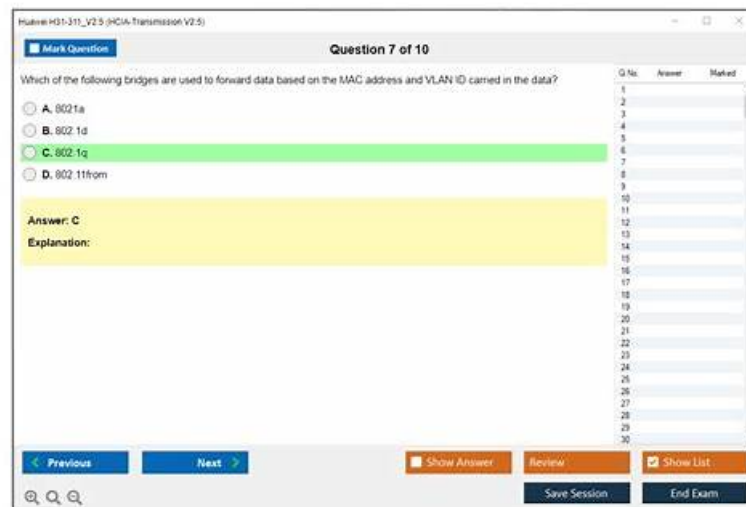 Huawei H31-311_V2.5 (HCIA-Transmission V2.5)
Mark Question
Question 7 of 10
Which of the following bridges are used to forward data based on the MAC address and VLAN ID carried in the data?
A. 8021a
B. 802.1d
C. 802.1q
D. 802.11from
Answer: C
Explanation:
Q.No. Answer Marked
1
2
3
4
5
6
7
8
9
10
11
12
13
14
15
16
17
18
19
20
21
22
23
24
25
26
27
28
29
30
Previous Next Show Answer Review Show List
Save Session End Exam